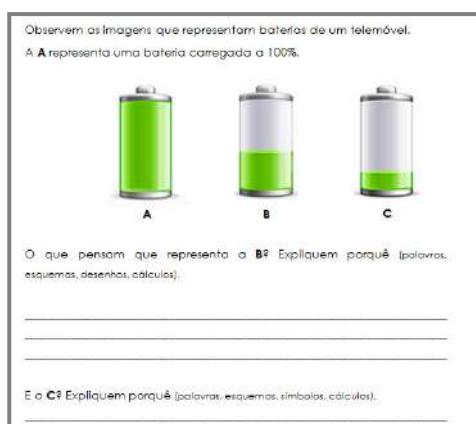 Observem as imagens que representam baterias de um telemóvel.
A A representa uma bateria carregada a 100%.
A B C
O que pensam que representa a B? Expliquem porquê (palavras,
esquemas, desenhos, cálculos).
E a C? Expliquem porquê (palavras, esquemas, símbolos, cálculos).